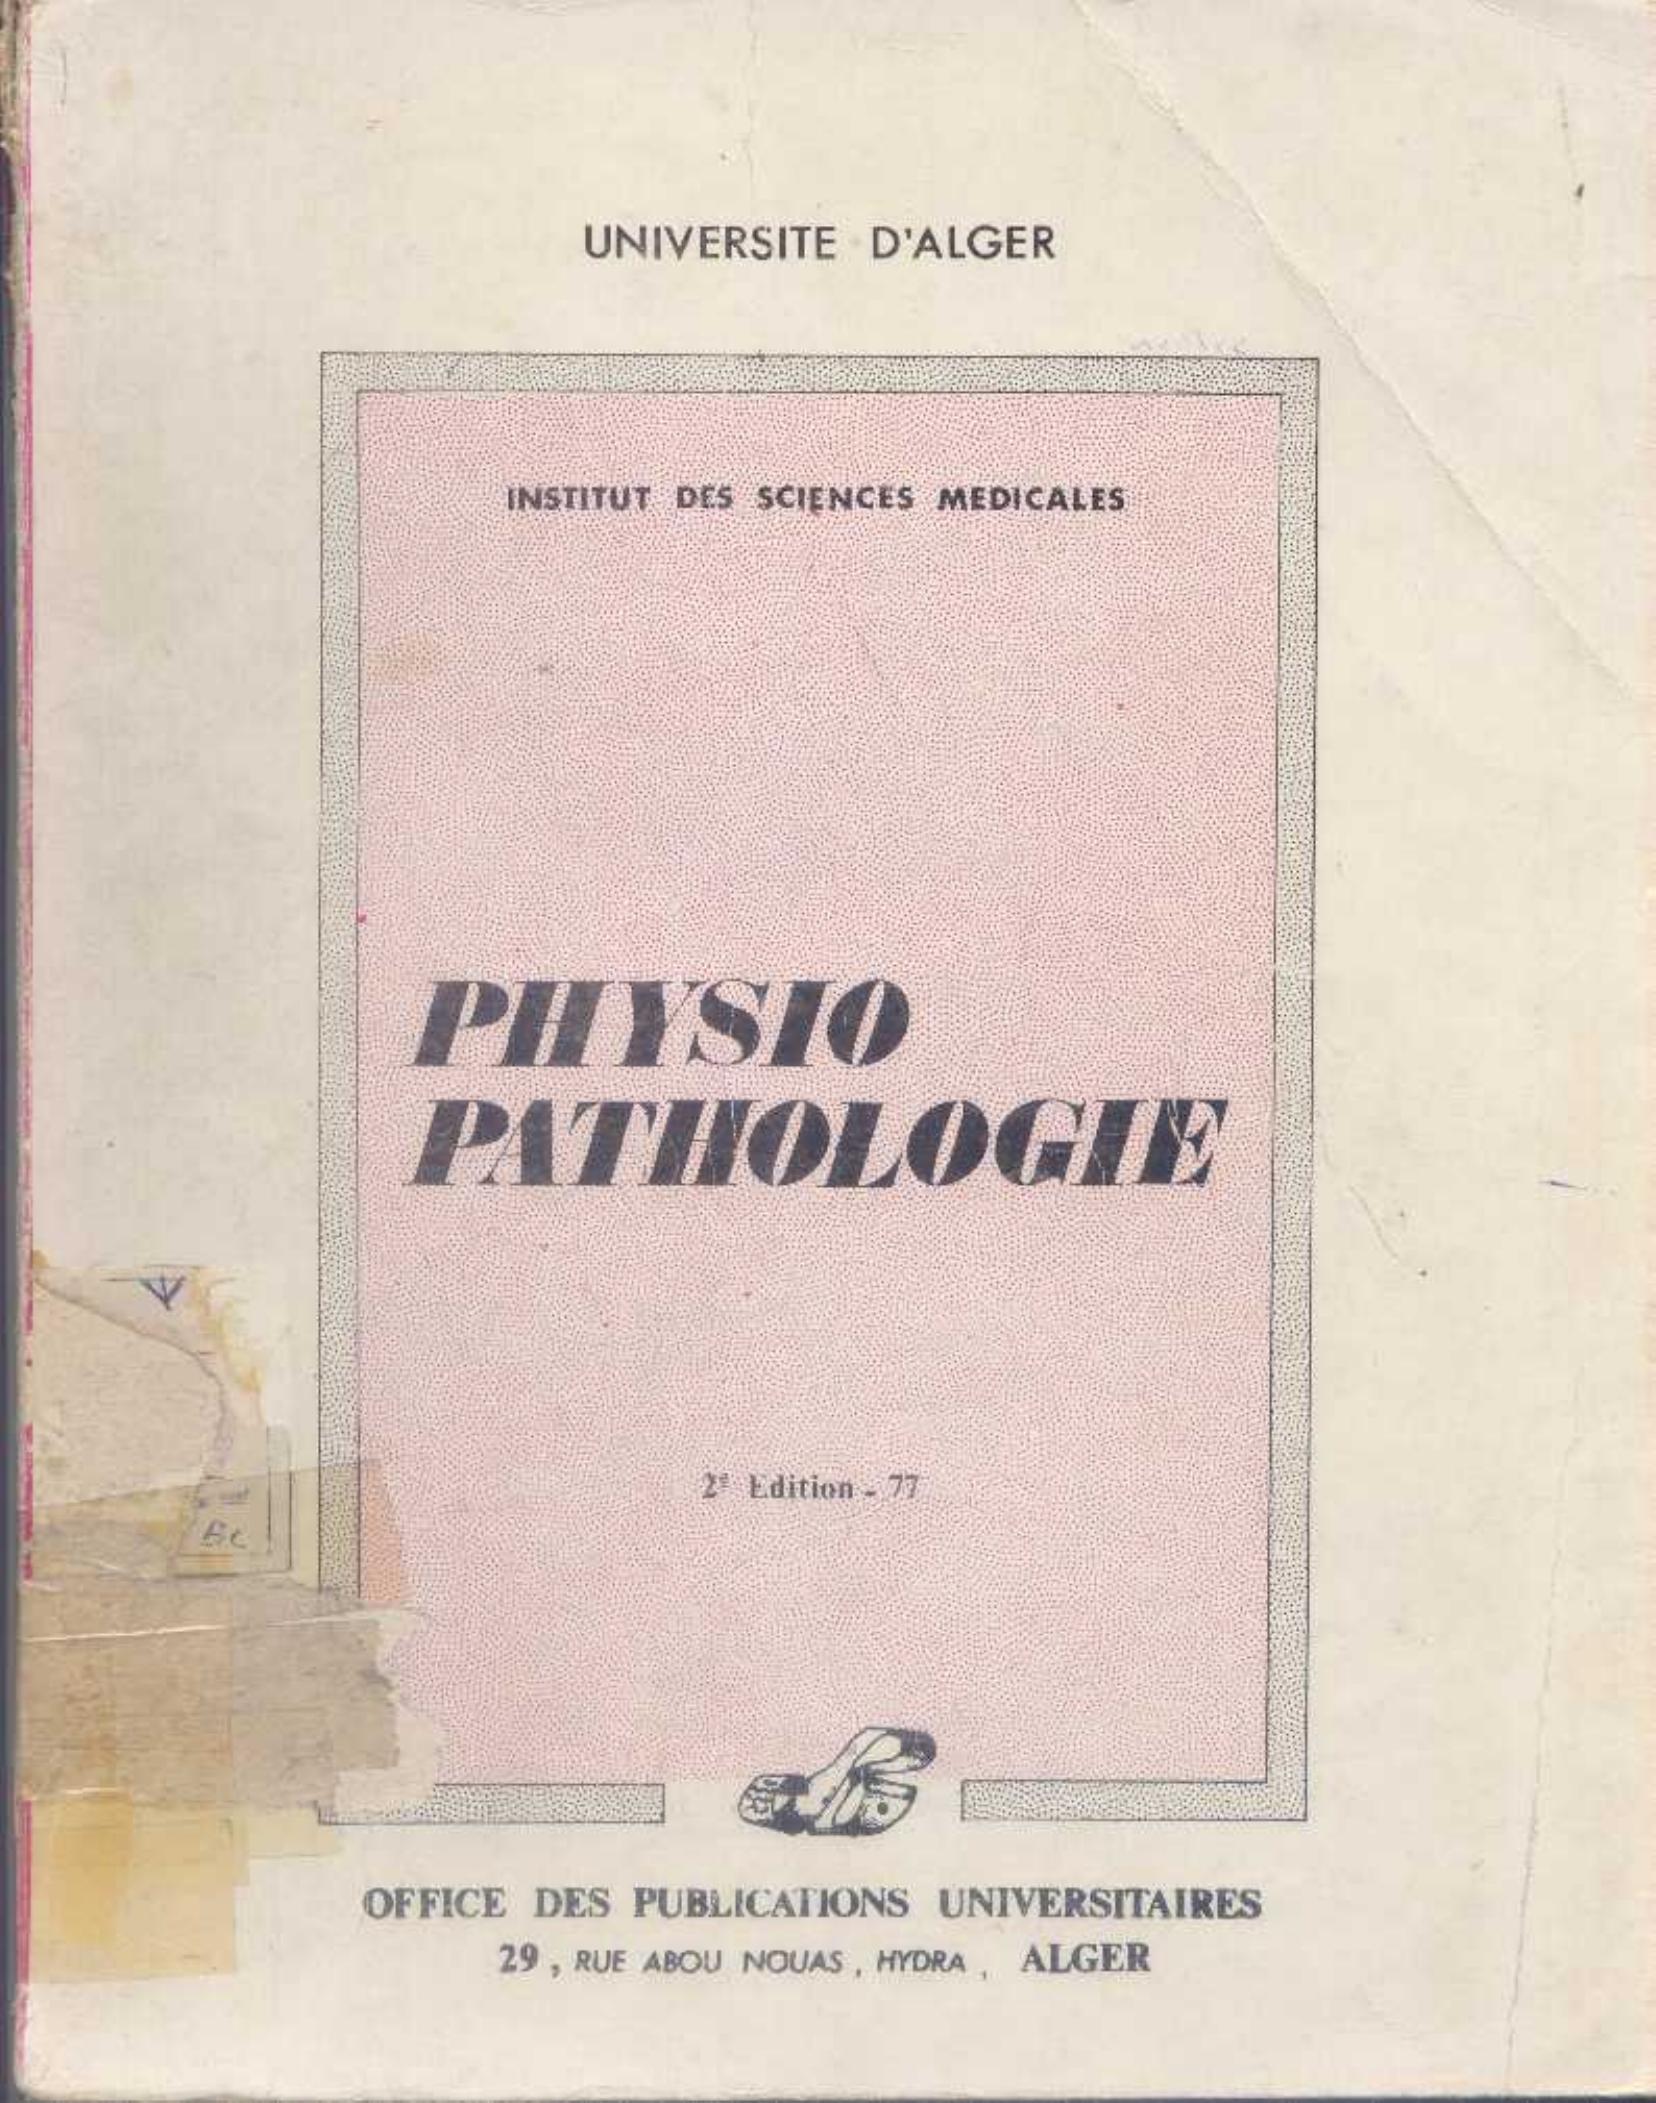 UNIVERSITE D'ALGER
INSTITUT DES SCIENCES MEDICALES
PHYSIO
PATHOLOGIE
2e Edition - 77
OFFICE DES PUBLICATIONS UNIVERSITAIRES
29, RUE ABOU NOUAS, HYDRA, ALGER